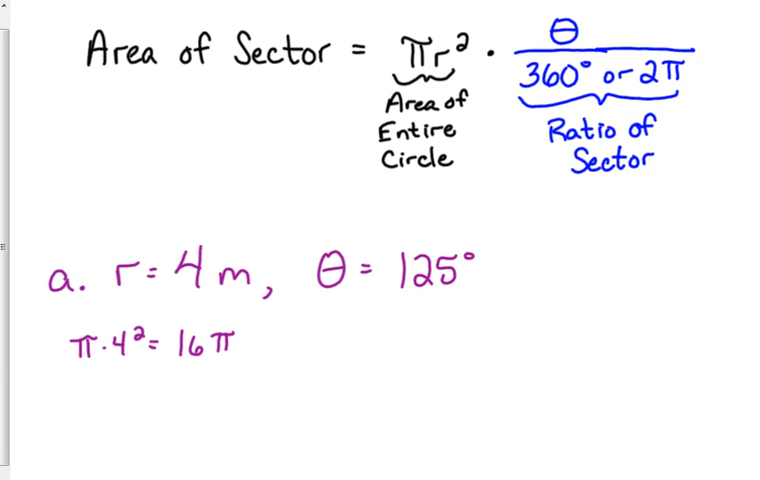 Area of Sector = πr² · θ / 360° or 2π
Area of Entire Circle
Ratio of Sector
a. r = 4 m, θ = 125°
π · 4² = 16π